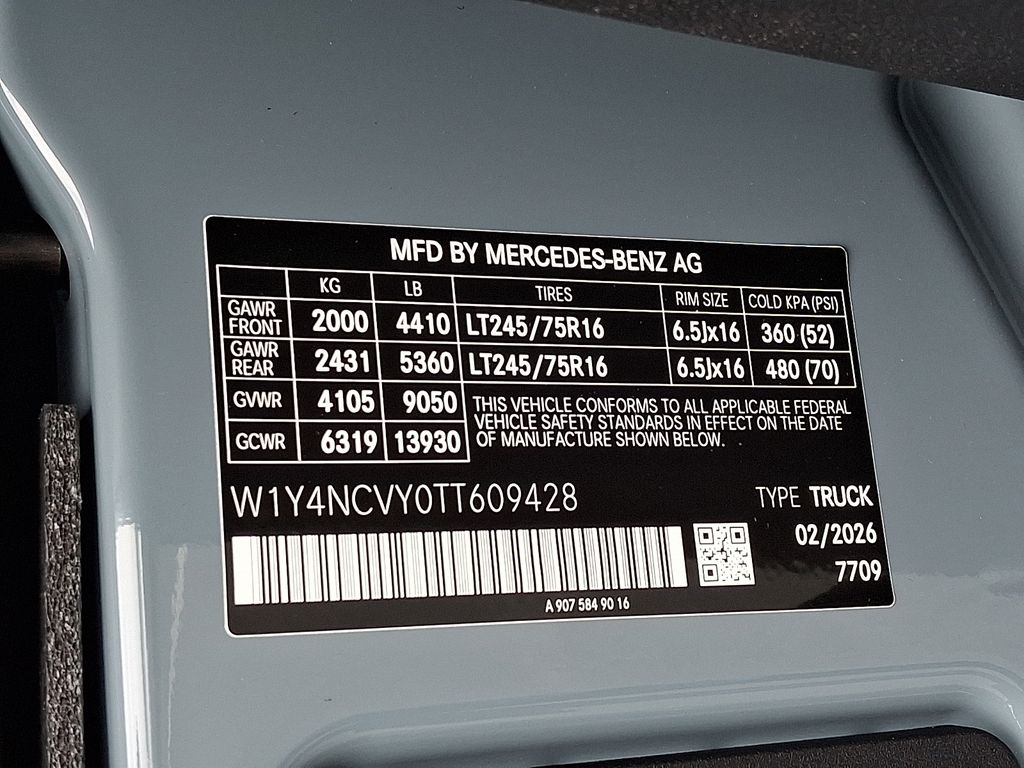 MFD BY MERCEDES-BENZ AG
KG LB TIRES RIM SIZE COLD KPA (PSI)
GAWR FRONT 2000 4410 LT245/75R16 6.5Jx16 360 (52)
GAWR REAR 2431 5360 LT245/75R16 6.5Jx16 480 (70)
GVWR 4105 9050
GCWR 6319 13930
THIS VEHICLE CONFORMS TO ALL APPLICABLE FEDERAL
VEHICLE SAFETY STANDARDS IN EFFECT ON THE DATE
OF MANUFACTURE SHOWN BELOW.
W1Y4NCVY0TT609428
TYPE TRUCK
02/2026
7709
A 907 584 90 16